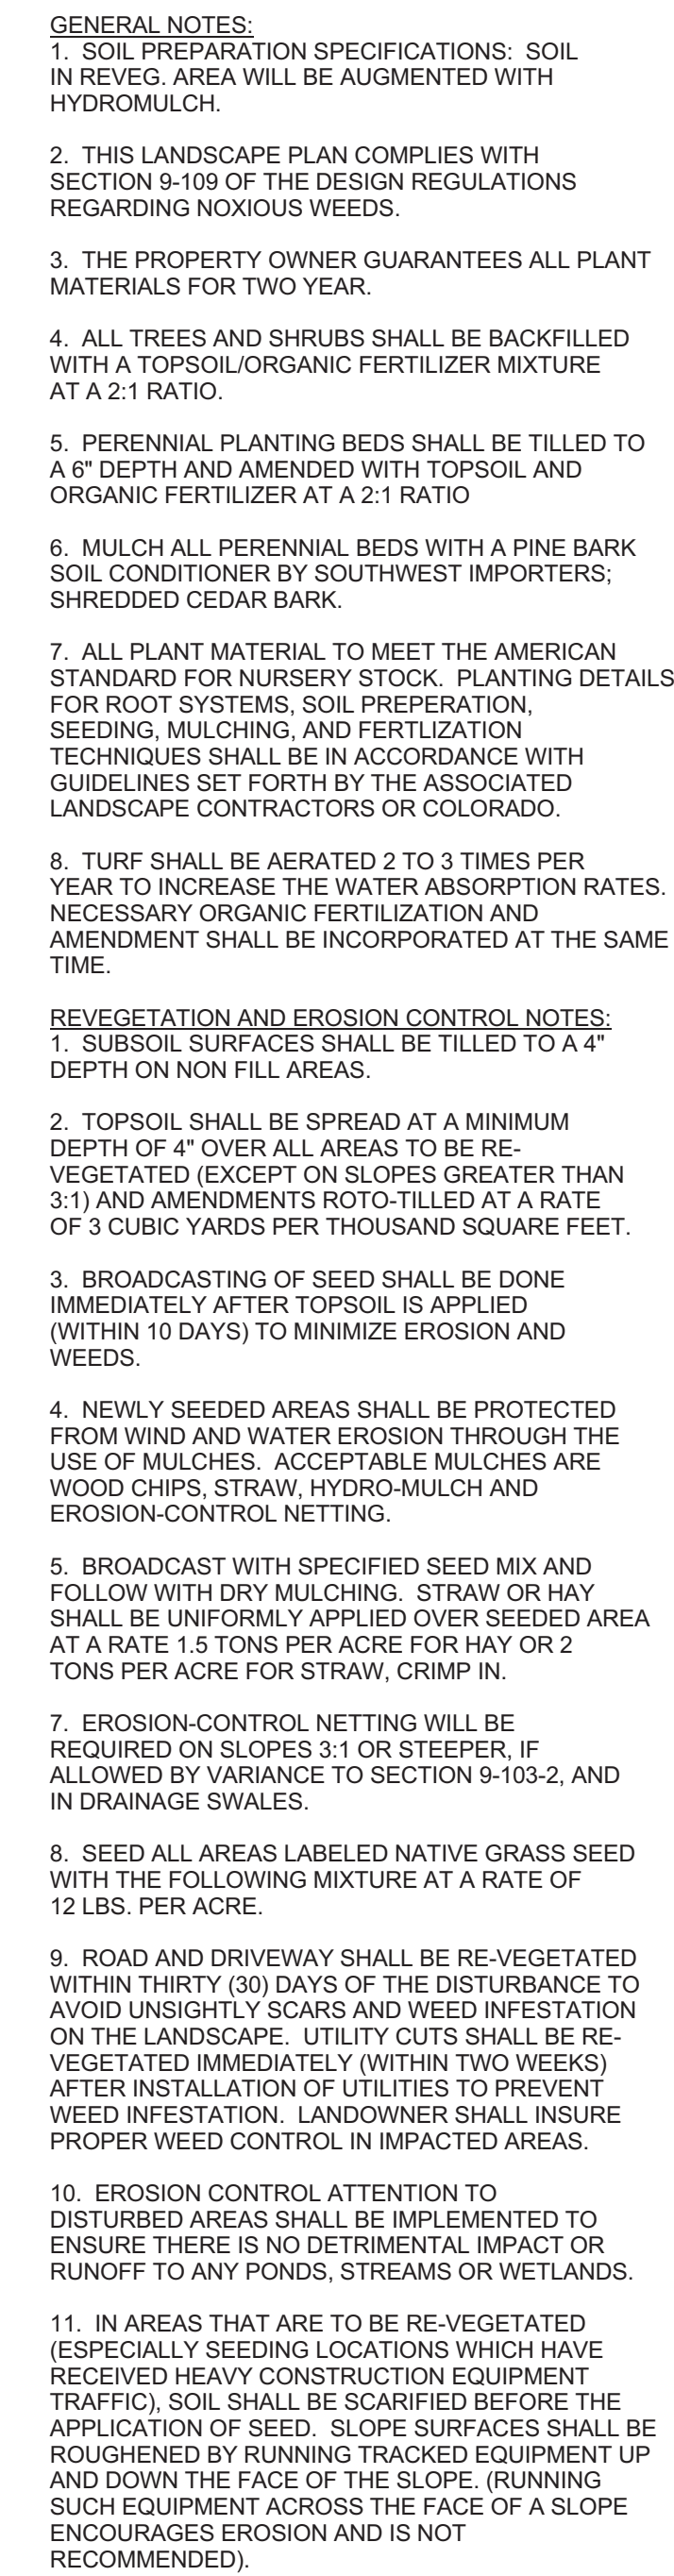 GENERAL NOTES:
1. SOIL PREPARATION SPECIFICATIONS: SOIL
IN REVEG. AREA WILL BE AUGMENTED WITH
HYDROMULCH.
2. THIS LANDSCAPE PLAN COMPLIES WITH
SECTION 9-109 OF THE DESIGN REGULATIONS
REGARDING NOXIOUS WEEDS.
3. THE PROPERTY OWNER GUARANTEES ALL PLANT
MATERIALS FOR TWO YEAR.
4. ALL TREES AND SHRUBS SHALL BE BACKFILLED
WITH A TOPSOIL/ORGANIC FERTILIZER MIXTURE
AT A 2:1 RATIO.
5. PERENNIAL PLANTING BEDS SHALL BE TILLED TO
A 6" DEPTH AND AMENDED WITH TOPSOIL AND
ORGANIC FERTILIZER AT A 2:1 RATIO
6. MULCH ALL PERENNIAL BEDS WITH A PINE BARK
SOIL CONDITIONER BY SOUTHWEST IMPORTERS;
SHREDDED CEDAR BARK.
7. ALL PLANT MATERIAL TO MEET THE AMERICAN
STANDARD FOR NURSERY STOCK. PLANTING DETAILS
FOR ROOT SYSTEMS, SOIL PREPERATION,
SEEDING, MULCHING, AND FERTLIZATION
TECHNIQUES SHALL BE IN ACCORDANCE WITH
GUIDELINES SET FORTH BY THE ASSOCIATED
LANDSCAPE CONTRACTORS OR COLORADO.
8. TURF SHALL BE AERATED 2 TO 3 TIMES PER
YEAR TO INCREASE THE WATER ABSORPTION RATES.
NECESSARY ORGANIC FERTILIZATION AND
AMENDMENT SHALL BE INCORPORATED AT THE SAME
TIME.
REVEGETATION AND EROSION CONTROL NOTES:
1. SUBSOIL SURFACES SHALL BE TILLED TO A 4"
DEPTH ON NON FILL AREAS.
2. TOPSOIL SHALL BE SPREAD AT A MINIMUM
DEPTH OF 4" OVER ALL AREAS TO BE RE-
VEGETATED (EXCEPT ON SLOPES GREATER THAN
3:1) AND AMENDMENTS ROTO-TILLED AT A RATE
OF 3 CUBIC YARDS PER THOUSAND SQUARE FEET.
3. BROADCASTING OF SEED SHALL BE DONE
IMMEDIATELY AFTER TOPSOIL IS APPLIED
(WITHIN 10 DAYS) TO MINIMIZE EROSION AND
WEEDS.
4. NEWLY SEEDED AREAS SHALL BE PROTECTED
FROM WIND AND WATER EROSION THROUGH THE
USE OF MULCHES. ACCEPTABLE MULCHES ARE
WOOD CHIPS, STRAW, HYDRO-MULCH AND
EROSION-CONTROL NETTING.
5. BROADCAST WITH SPECIFIED SEED MIX AND
FOLLOW WITH DRY MULCHING. STRAW OR HAY
SHALL BE UNIFORMLY APPLIED OVER SEEDED AREA
AT A RATE 1.5 TONS PER ACRE FOR HAY OR 2
TONS PER ACRE FOR STRAW, CRIMP IN.
7. EROSION-CONTROL NETTING WILL BE
REQUIRED ON SLOPES 3:1 OR STEEPER, IF
ALLOWED BY VARIANCE TO SECTION 9-103-2, AND
IN DRAINAGE SWALES.
8. SEED ALL AREAS LABELED NATIVE GRASS SEED
WITH THE FOLLOWING MIXTURE AT A RATE OF
12 LBS. PER ACRE.
9. ROAD AND DRIVEWAY SHALL BE RE-VEGETATED
WITHIN THIRTY (30) DAYS OF THE DISTURBANCE TO
AVOID UNSIGHTLY SCARS AND WEED INFESTATION
ON THE LANDSCAPE. UTILITY CUTS SHALL BE RE-
VEGETATED IMMEDIATELY (WITHIN TWO WEEKS)
AFTER INSTALLATION OF UTILITIES TO PREVENT
WEED INFESTATION. LANDOWNER SHALL INSURE
PROPER WEED CONTROL IN IMPACTED AREAS.
10. EROSION CONTROL ATTENTION TO
DISTURBED AREAS SHALL BE IMPLEMENTED TO
ENSURE THERE IS NO DETRIMENTAL IMPACT OR
RUNOFF TO ANY PONDS, STREAMS OR WETLANDS.
11. IN AREAS THAT ARE TO BE RE-VEGETATED
(ESPECIALLY SEEDING LOCATIONS WHICH HAVE
RECEIVED HEAVY CONSTRUCTION EQUIPMENT
TRAFFIC), SOIL SHALL BE SCARIFIED BEFORE THE
APPLICATION OF SEED. SLOPE SURFACES SHALL BE
ROUGHENED BY RUNNING TRACKED EQUIPMENT UP
AND DOWN THE FACE OF THE SLOPE. (RUNNING
SUCH EQUIPMENT ACROSS THE FACE OF A SLOPE
ENCOURAGES EROSION AND IS NOT
RECOMMENDED).